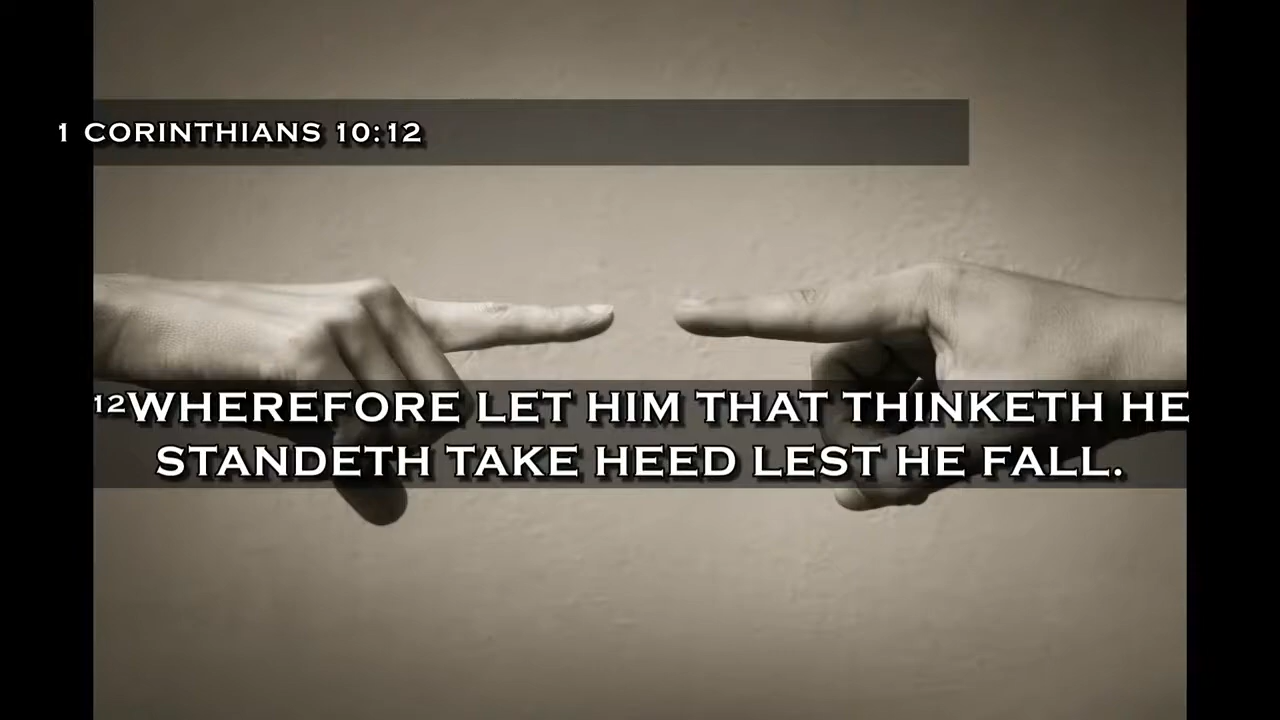 1 CORINTHIANS 10:12
12WHEREFORE LET HIM THAT THINKETH HE
STANDETH TAKE HEED LEST HE FALL.